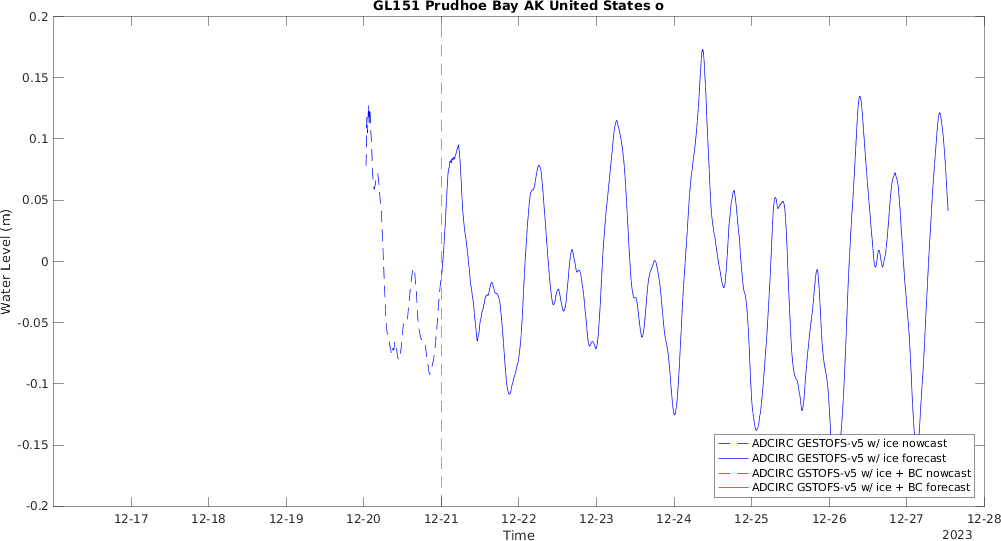 GL151 Prudhoe Bay AK United States o
0.2
0.15
0.1
0.05
0
-0.05
-0.1
-0.15
-0.2
Water Level (m)
ADCIRC GESTOFS-v5 w/ ice nowcast
ADCIRC GESTOFS-v5 w/ ice forecast
ADCIRC GSTOFS-v5 w/ ice + BC nowcast
ADCIRC GSTOFS-v5 w/ ice + BC forecast
12-17 12-18 12-19 12-20 12-21 12-22 12-23 12-24 12-25 12-26 12-27 12-28
Time
2023